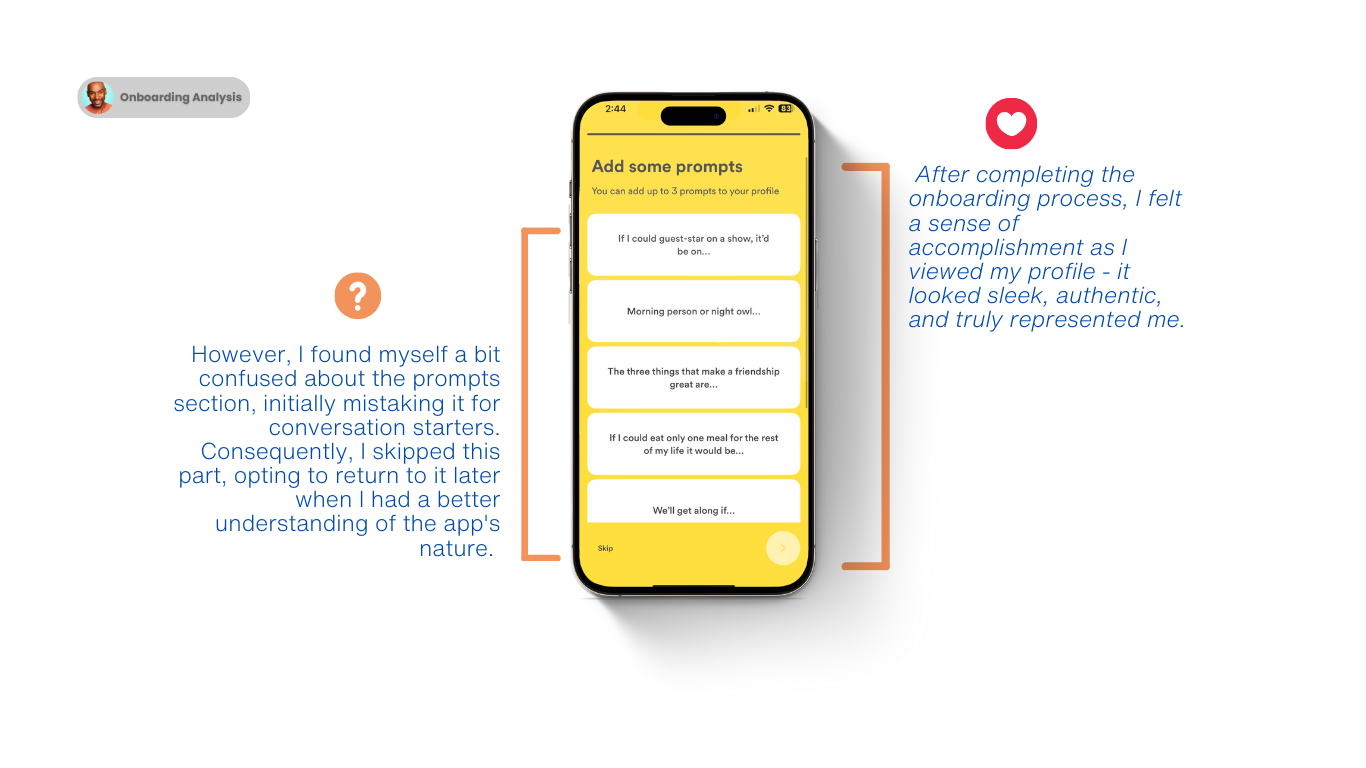 Onboarding Analysis
?
However, I found myself a bit
confused about the prompts
section, initially mistaking it for
conversation starters.
Consequently, I skipped this
part, opting to return to it later
when I had a better
understanding of the app's
nature.
2:44
63
Add some prompts
You can add up to 3 prompts to your profile
If I could guest-star on a show, it'd
be on...
Morning person or night owl...
The three things that make a friendship
great are...
If I could eat only one meal for the rest
of my life it would be...
We'll get along if...
Skip
After completing the
onboarding process, I felt
a sense of
accomplishment as I
viewed my profile - it
looked sleek, authentic,
and truly represented me.